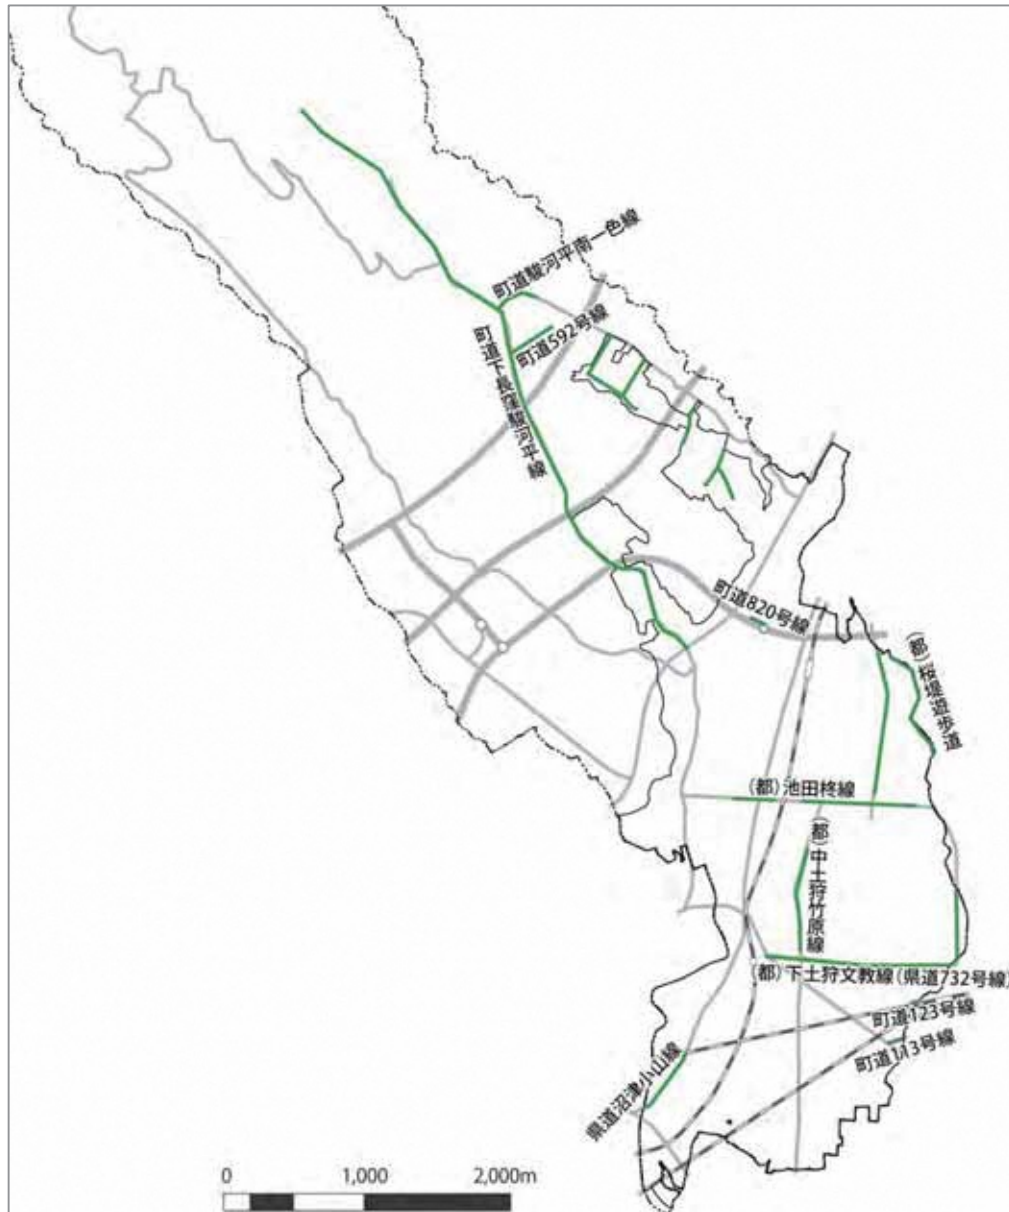 町道駿河平南一色線
町道592号線
町道下長窪駿河平線
町道820号線
(都)桜堤遊歩道
(都)池田柊線
(都)中土狩竹原線
(都)下土狩文教線(県道732号線)
町道123号線
町道113号線
県道沼津小山線
0 1,000 2,000m